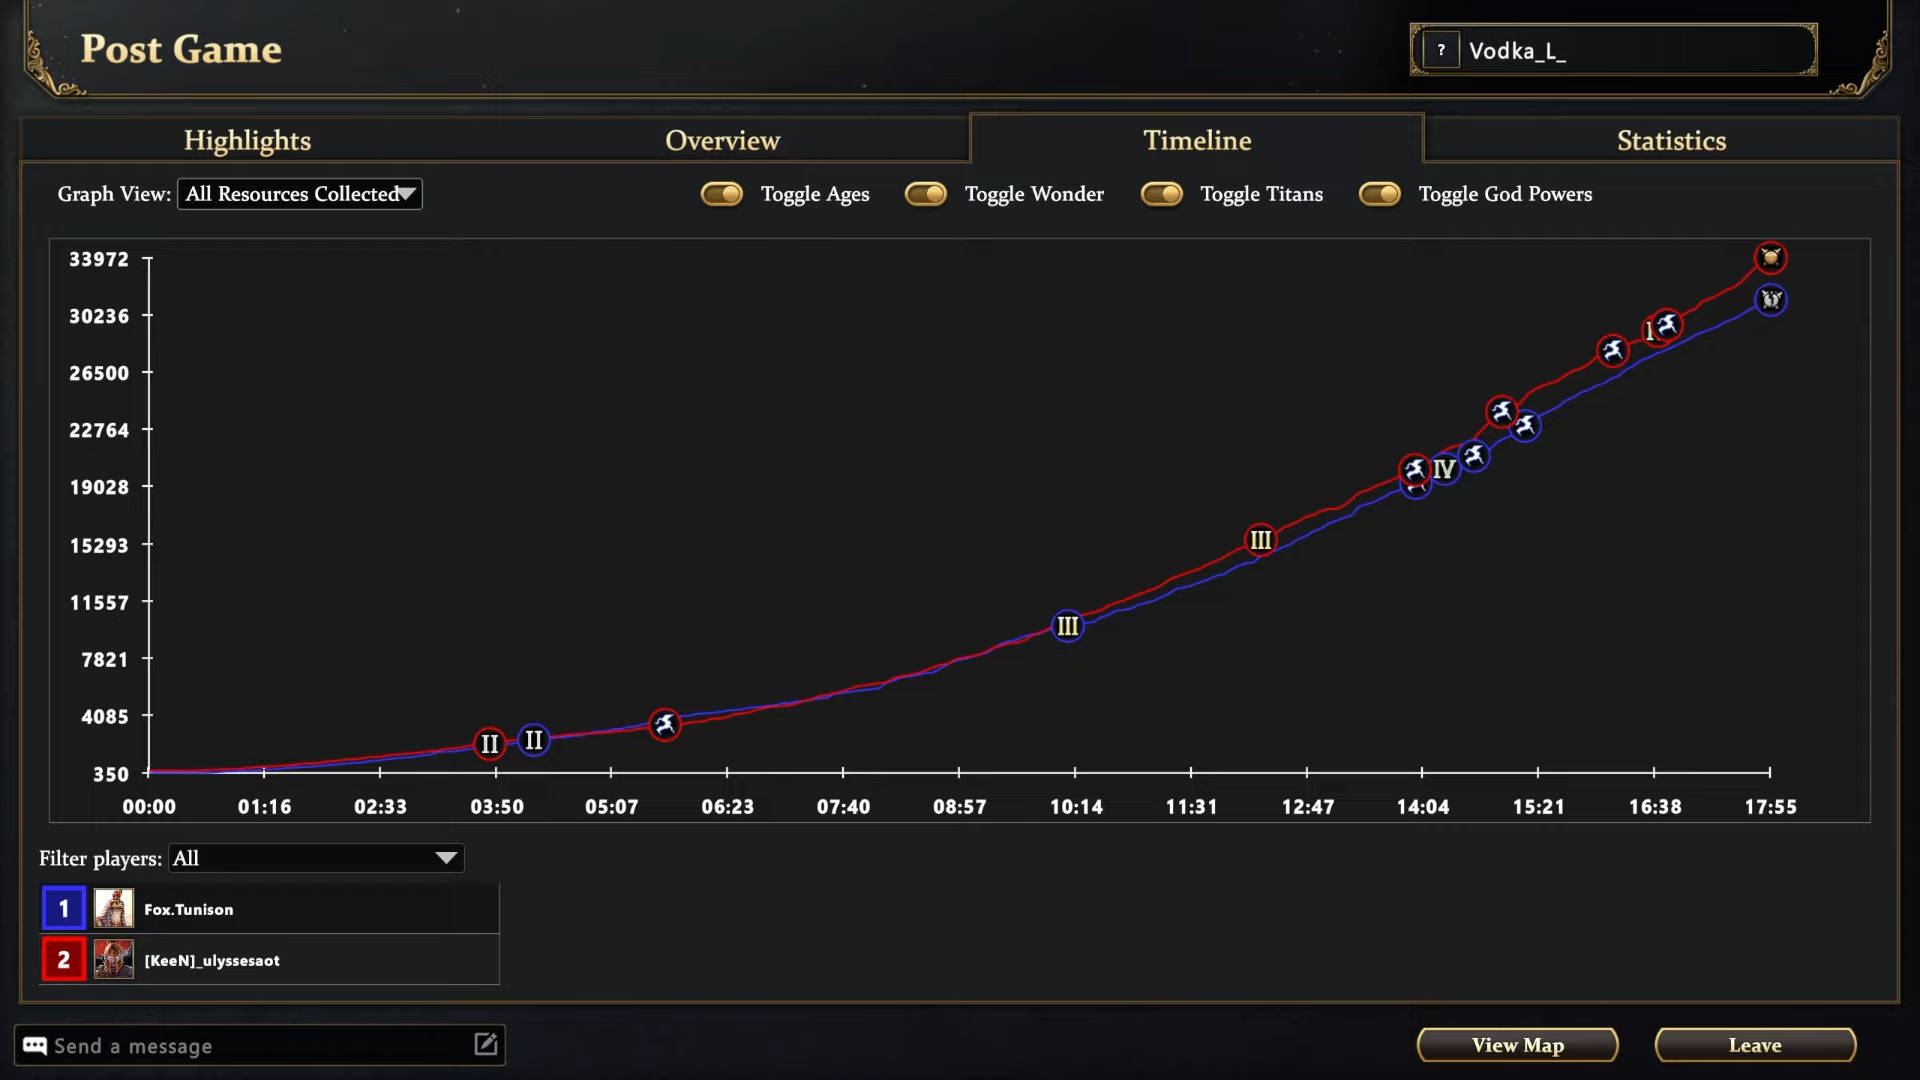 Post Game
? Vodka_L_
Highlights Overview Timeline Statistics
Graph View: All Resources Collected Toggle Ages Toggle Wonder Toggle Titans Toggle God Powers
33972
30236
26500
22764
19028
15293
11557
7821
4085
350
IV
III
III
II II
00:00 01:16 02:33 03:50 05:07 06:23 07:40 08:57 10:14 11:31 12:47 14:04 15:21 16:38 17:55
Filter players: All
1 Fox.Tunison
2 [KeeN]_ulyssesaot
Send a message
View Map Leave